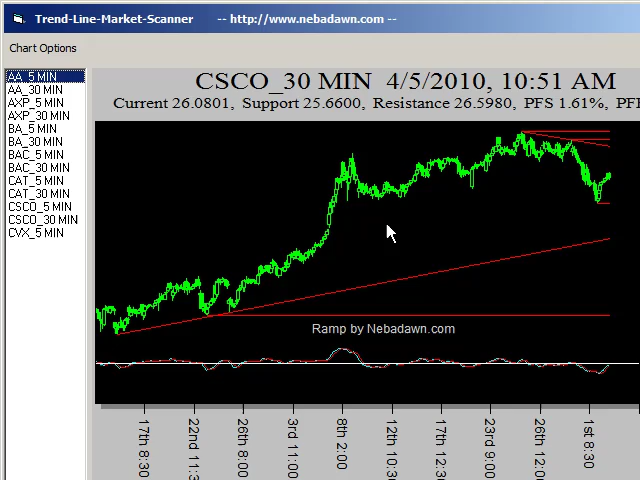 Trend-Line-Market-Scanner -- http://www.nebadawn.com --
Chart Options
AA_5 MIN
AA_30 MIN
AXP_5 MIN
AXP_30 MIN
BA_5 MIN
BA_30 MIN
BAC_5 MIN
BAC_30 MIN
CAT_5 MIN
CAT_30 MIN
CSCO_5 MIN
CSCO_30 MIN
CVX_5 MIN
CSCO_30 MIN 4/5/2010, 10:51 AM
Current 26.0801, Support 25.6600, Resistance 26.5980, PFS 1.61%, PF
Ramp by Nebadawn.com
17th 8:30
22nd 11:3
26th 8:00
3rd 11:00
8th 2:00
12th 10:30
17th 12:30
23rd 9:00
26th 12:00
1st 8:30